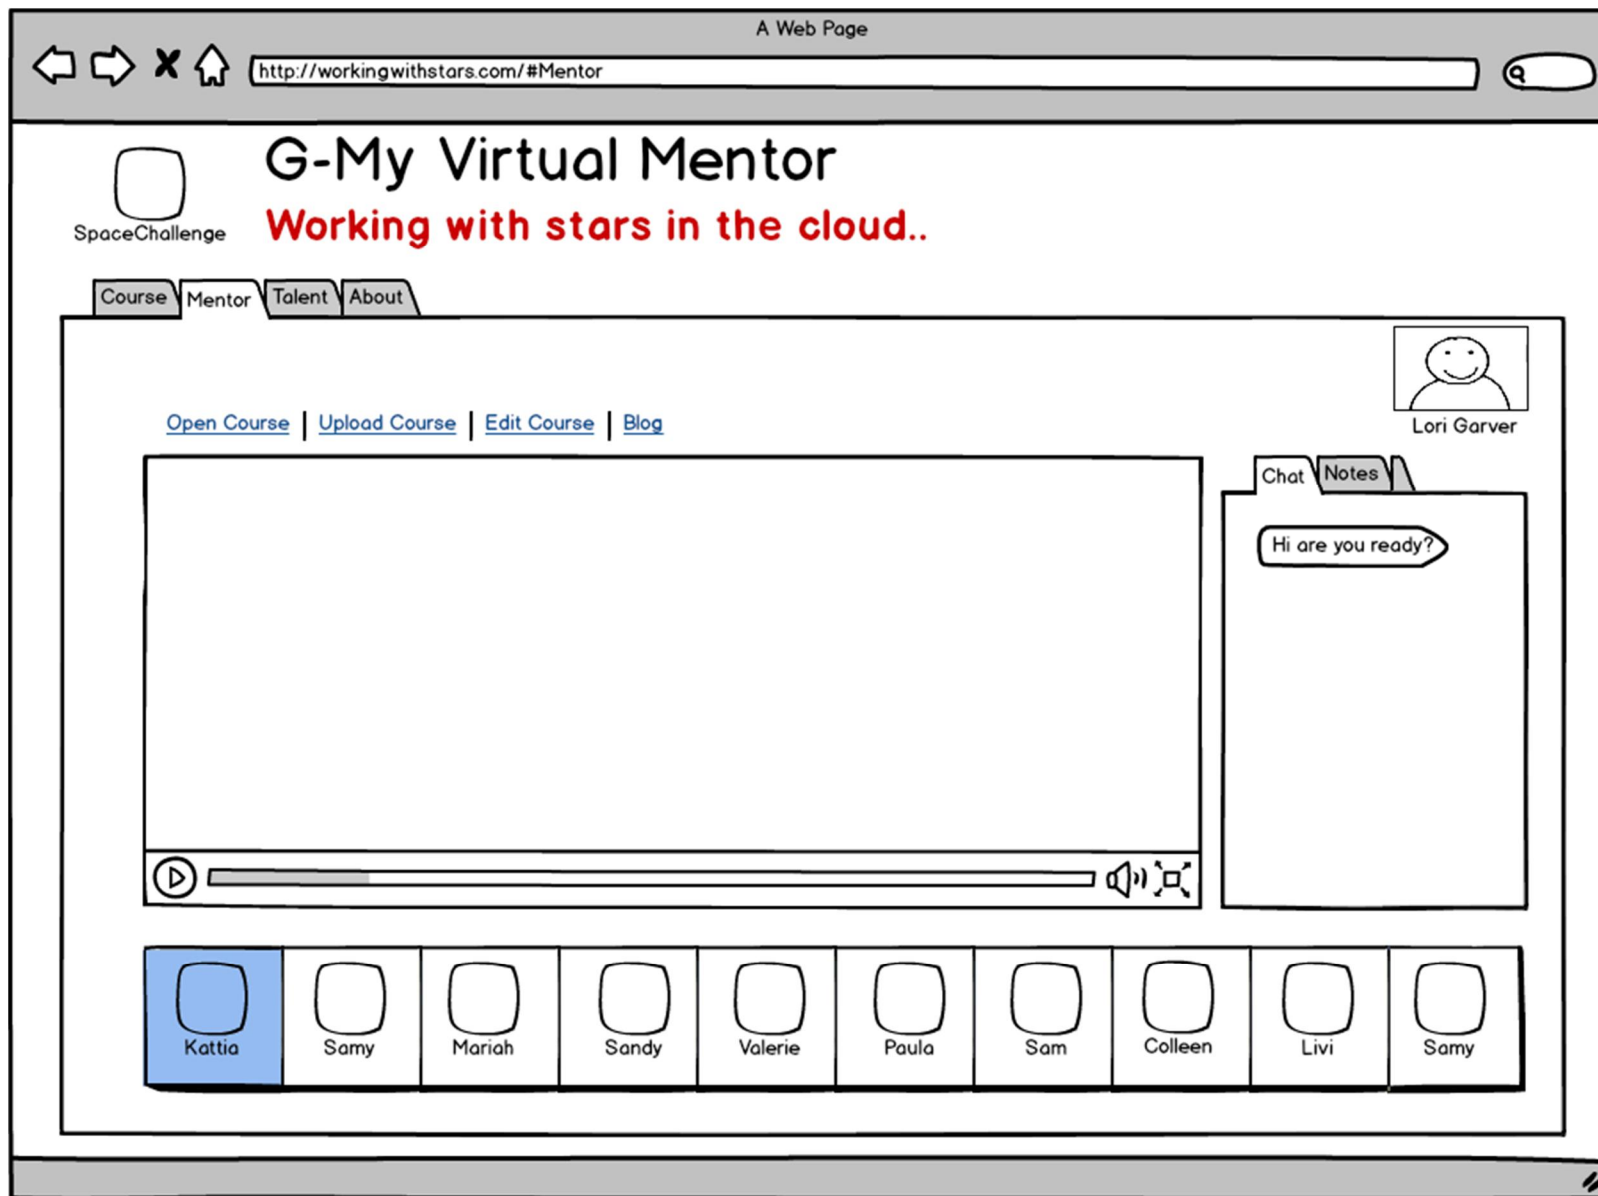 A Web Page
http://workingwithstars.com/#Mentor
G-My Virtual Mentor
SpaceChallenge
Working with stars in the cloud..
Course Mentor Talent About
Lori Garver
Open Course | Upload Course | Edit Course | Blog
Chat Notes
Hi are you ready?
Kattia Samy Mariah Sandy Valerie Paula Sam Colleen Livi Samy